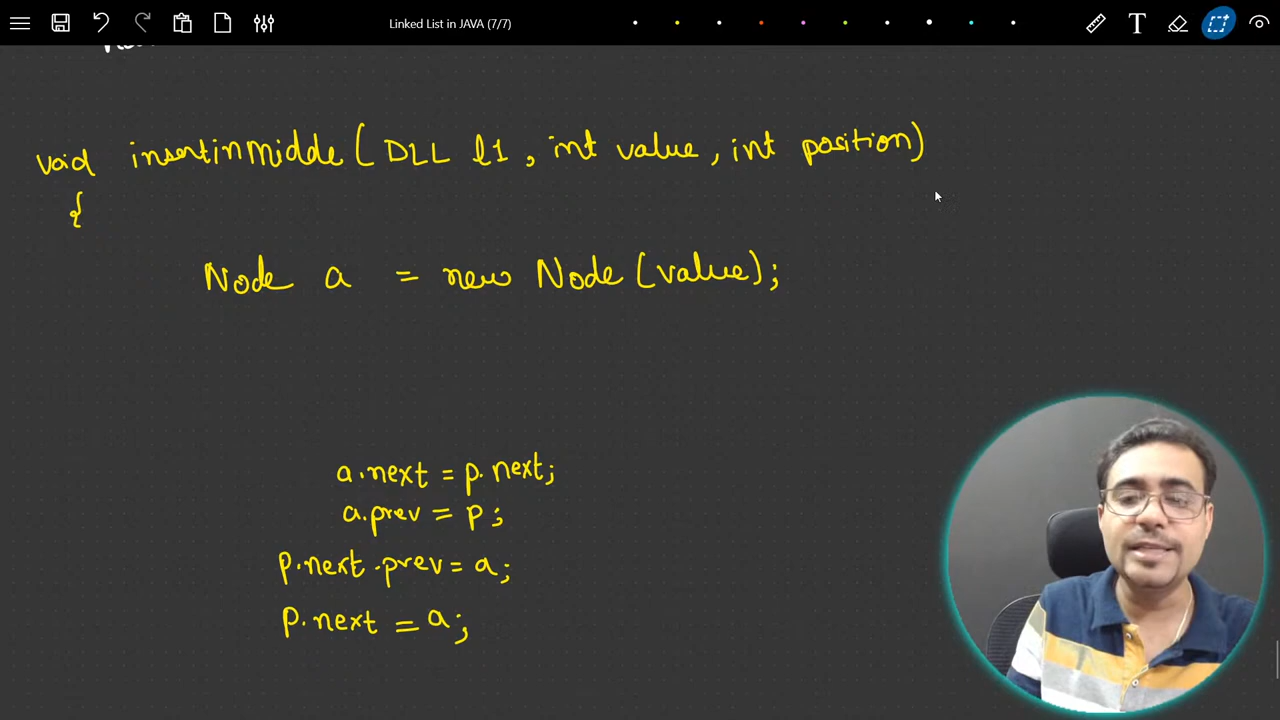 Linked List in JAVA (7/7)
T
void insertinMidde (DLL l1, int value, int position)
{
Node a = new Node (value);
a.next = p.next;
a.prev = p;
p.next.prev = a;
p.next = a;